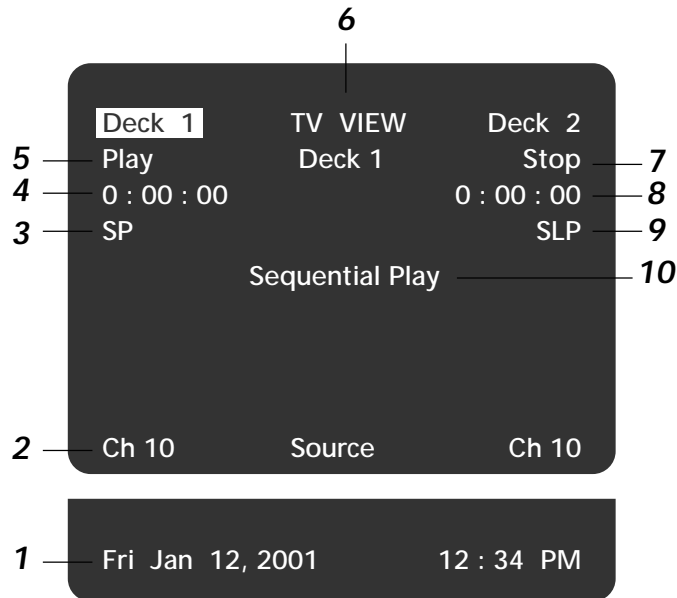 6
Deck 1 TV VIEW Deck 2
5 Play Deck 1 Stop 7
4 0 : 00 : 00 0 : 00 : 00 8
3 SP SLP 9
Sequential Play 10
2 Ch 10 Source Ch 10
1 Fri Jan 12, 2001 12 : 34 PM